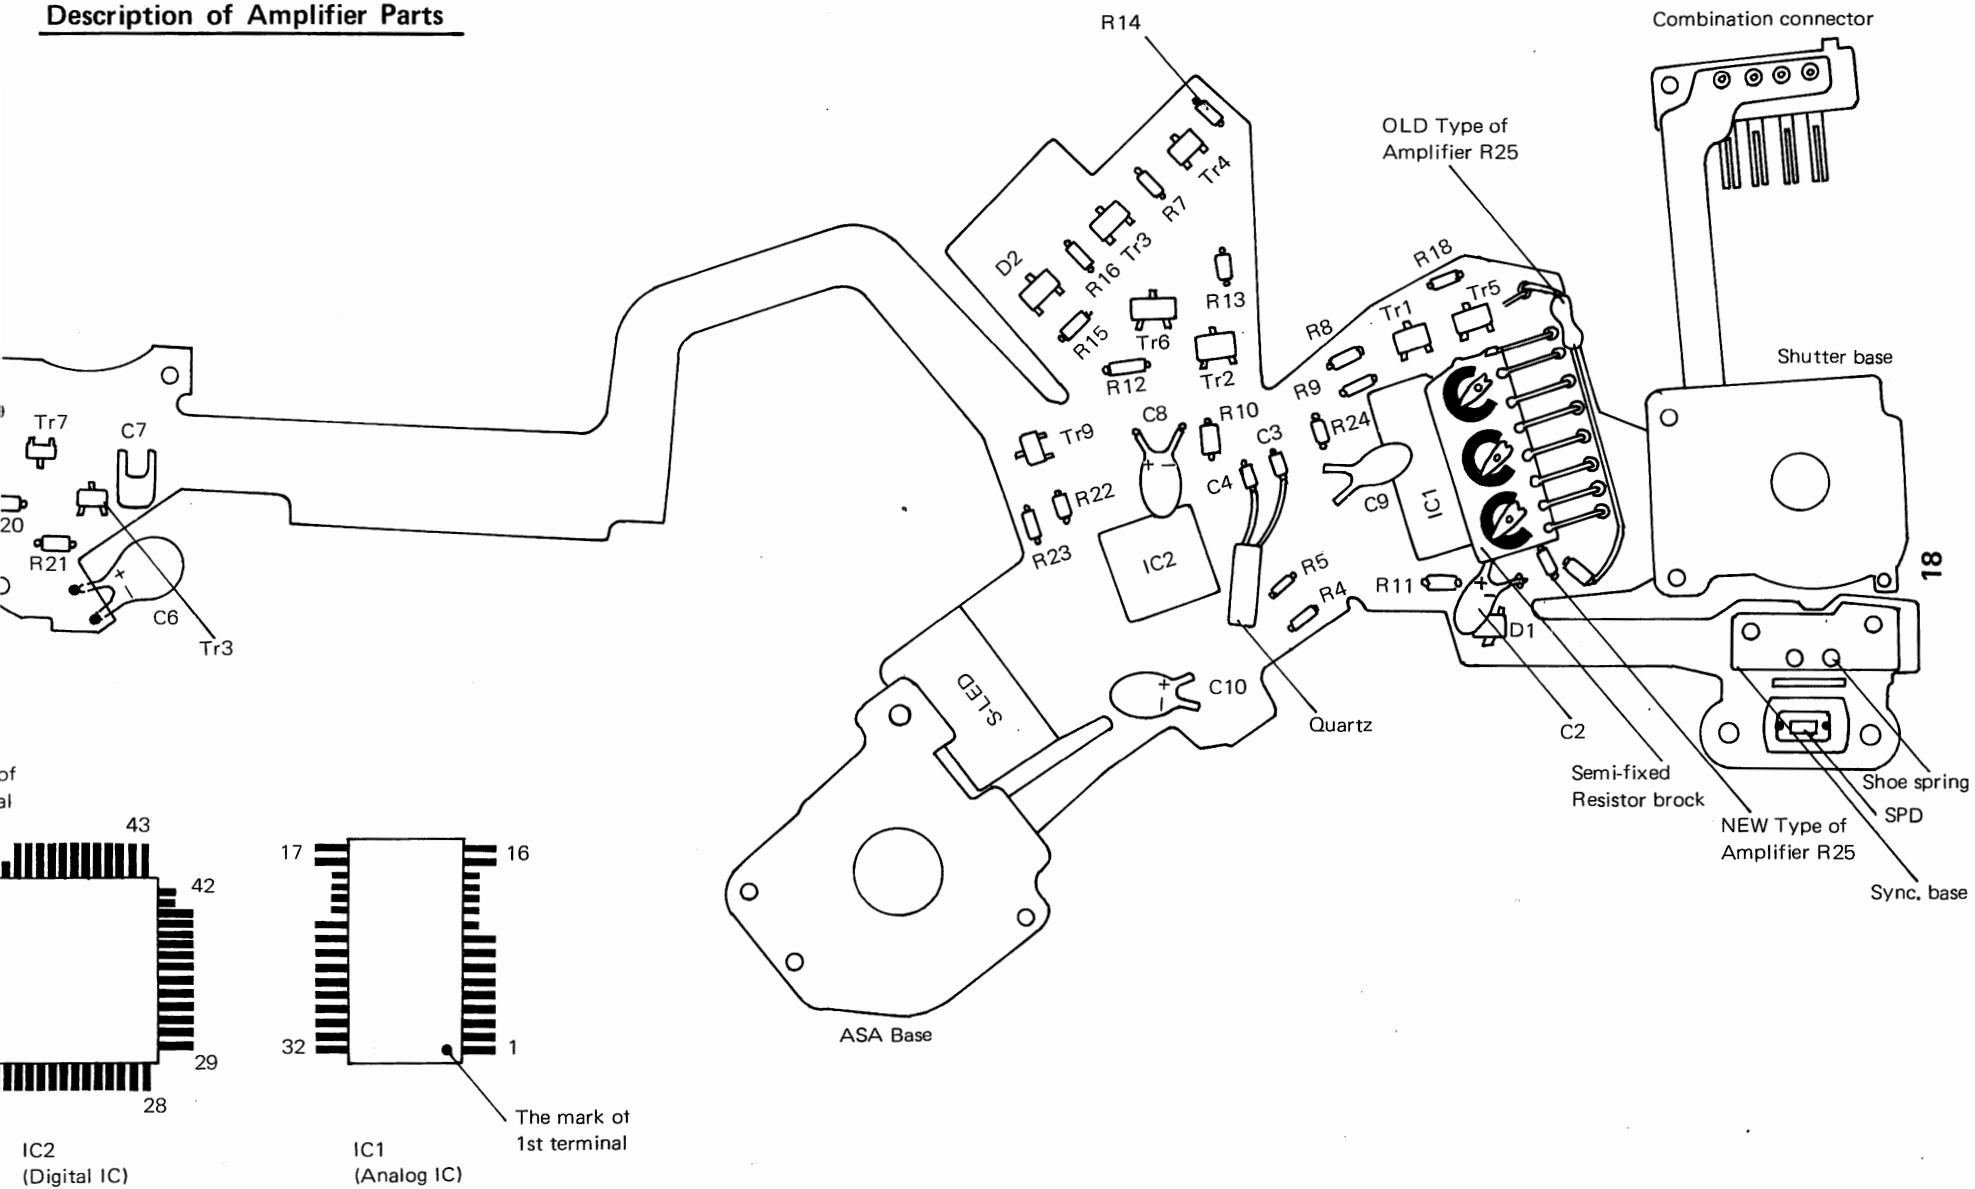 Description of Amplifier Parts
R14
Combination connector
OLD Type of
Amplifier R25
Tr4
R7
Tr3
R16
D2
R15
R13
Tr6
R12
Tr2
R18
Tr5
Tr1
R8
R9
R24
Shutter base
Tr7
C7
20
R21
C6
Tr3
Tr9
C8
R10
C3
C4
C9
IC1
R22
R23
IC2
R5
R4
R11
D1
18
S-LED
C10
Quartz
C2
Semi-fixed
Resistor brock
NEW Type of
Amplifier R25
Shoe spring
SPD
Sync. base
ASA Base
of
al
43
42
29
28
IC2
(Digital IC)
17
16
32
1
IC1
(Analog IC)
The mark of
1st terminal